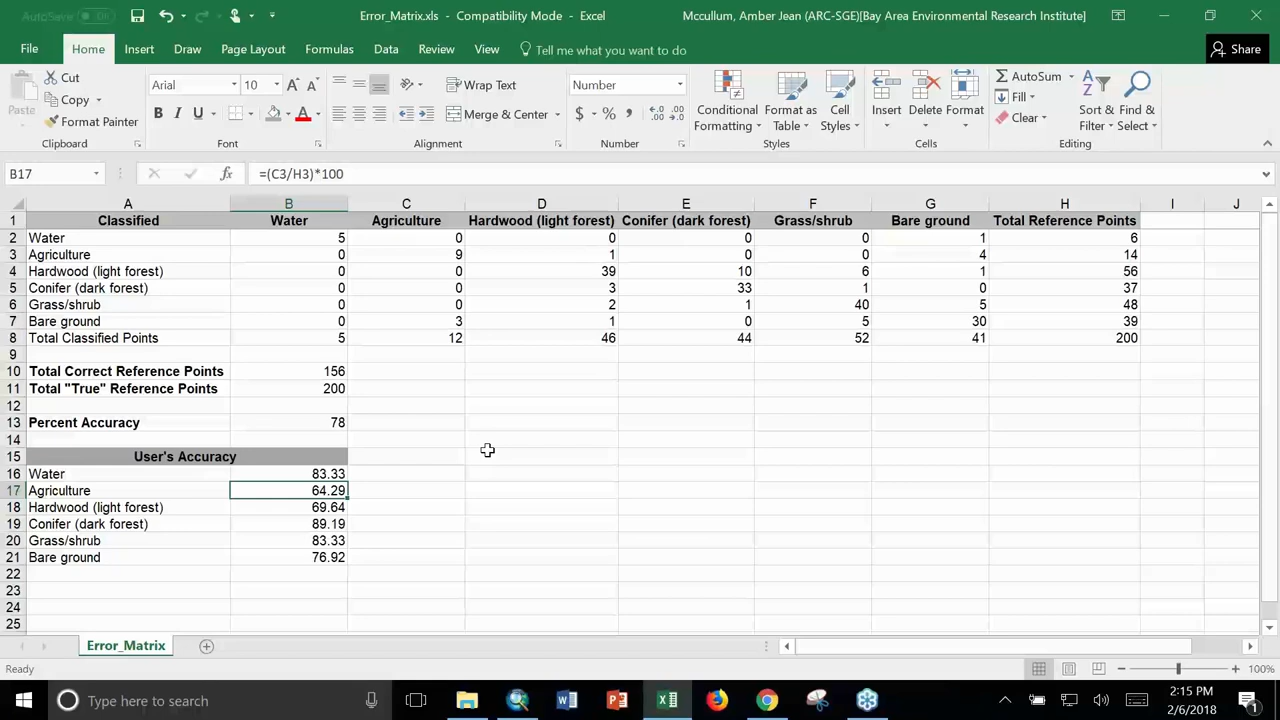 AutoSave Off
Error_Matrix.xls - Compatibility Mode - Excel
Mccullum, Amber Jean (ARC-SGE)[Bay Area Environmental Research Institute]
File Home Insert Draw Page Layout Formulas Data Review View Tell me what you want to do Share
Paste
Cut
Copy
Format Painter
Arial 10
B I U
Wrap Text
Merge & Center
Number
$ % ,
Conditional Formatting
Format as Table
Cell Styles
Insert Delete Format
AutoSum
Fill
Clear
Sort & Filter
Find & Select
Clipboard Font Alignment Number Styles Cells Editing
B17 fx =(C3/H3)*100
A B C D E F G H I J
1 Classified Water Agriculture Hardwood (light forest) Conifer (dark forest) Grass/shrub Bare ground Total Reference Points
2 Water 5 0 0 0 0 1 6
3 Agriculture 0 9 1 0 0 4 14
4 Hardwood (light forest) 0 0 39 10 6 1 56
5 Conifer (dark forest) 0 0 3 33 1 0 37
6 Grass/shrub 0 0 2 1 40 5 48
7 Bare ground 0 3 1 0 5 30 39
8 Total Classified Points 5 12 46 44 52 41 200
9
10 Total Correct Reference Points 156
11 Total "True" Reference Points 200
12
13 Percent Accuracy 78
14
15 User's Accuracy
16 Water 83.33
17 Agriculture 64.29
18 Hardwood (light forest) 69.64
19 Conifer (dark forest) 89.19
20 Grass/shrub 83.33
21 Bare ground 76.92
22
23
24
25
Error_Matrix
Ready 100%
Type here to search
2:15 PM
2/6/2018
1